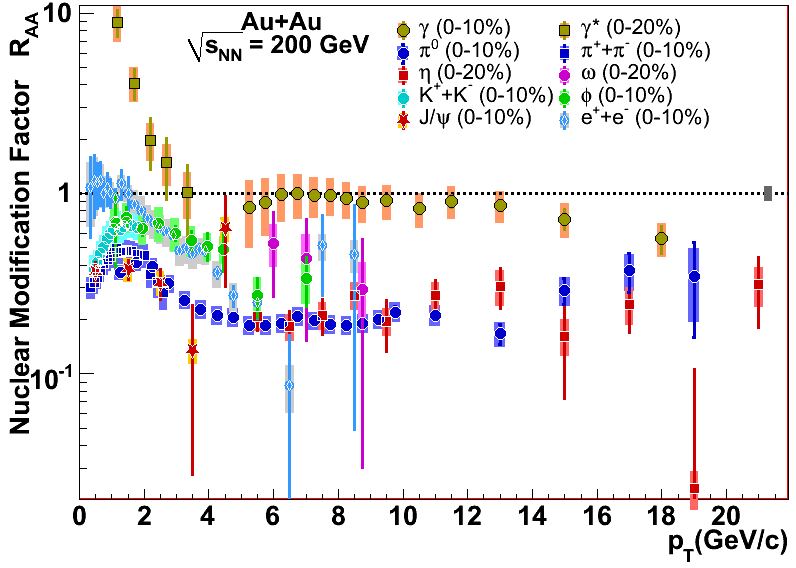 Au+Au
√s_NN = 200 GeV
γ (0-10%)
γ* (0-20%)
π⁰ (0-10%)
π⁺+π⁻ (0-10%)
η (0-20%)
ω (0-20%)
K⁺+K⁻ (0-10%)
φ (0-10%)
J/ψ (0-10%)
e⁺+e⁻ (0-10%)
Nuclear Modification Factor R_AA
10
1
10⁻¹
0 2 4 6 8 10 12 14 16 18 20
p_T(GeV/c)